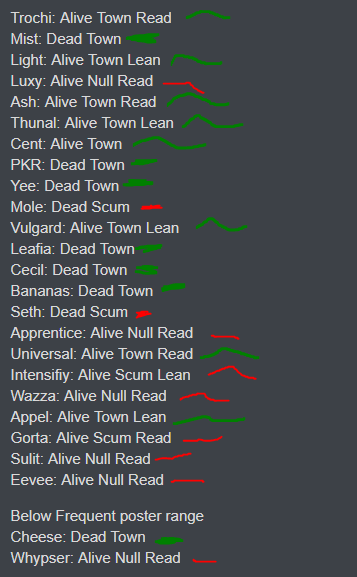 Trochi: Alive Town Read
Mist: Dead Town
Light: Alive Town Lean
Luxy: Alive Null Read
Ash: Alive Town Read
Thunal: Alive Town Lean
Cent: Alive Town
PKR: Dead Town
Yee: Dead Town
Mole: Dead Scum
Vulgard: Alive Town Lean
Leafia: Dead Town
Cecil: Dead Town
Bananas: Dead Town
Seth: Dead Scum
Apprentice: Alive Null Read
Universal: Alive Town Read
Intensifiy: Alive Scum Lean
Wazza: Alive Null Read
Appel: Alive Town Lean
Gorta: Alive Scum Read
Sulit: Alive Null Read
Eevee: Alive Null Read
Below Frequent poster range
Cheese: Dead Town
Whypser: Alive Null Read